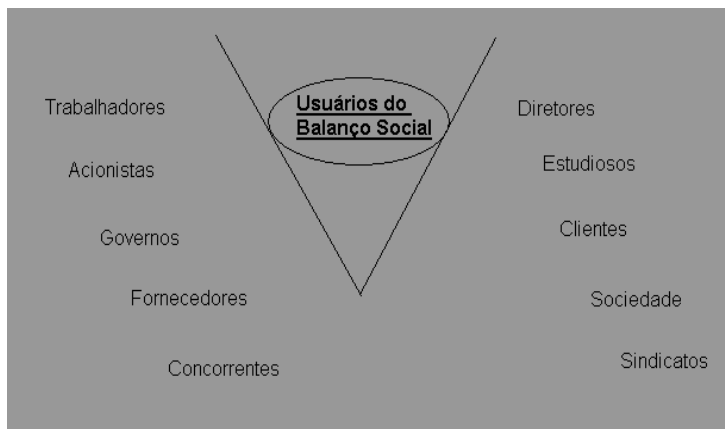 Usuários do
Balanço Social
Trabalhadores
Acionistas
Governos
Fornecedores
Concorrentes
Diretores
Estudiosos
Clientes
Sociedade
Sindicatos